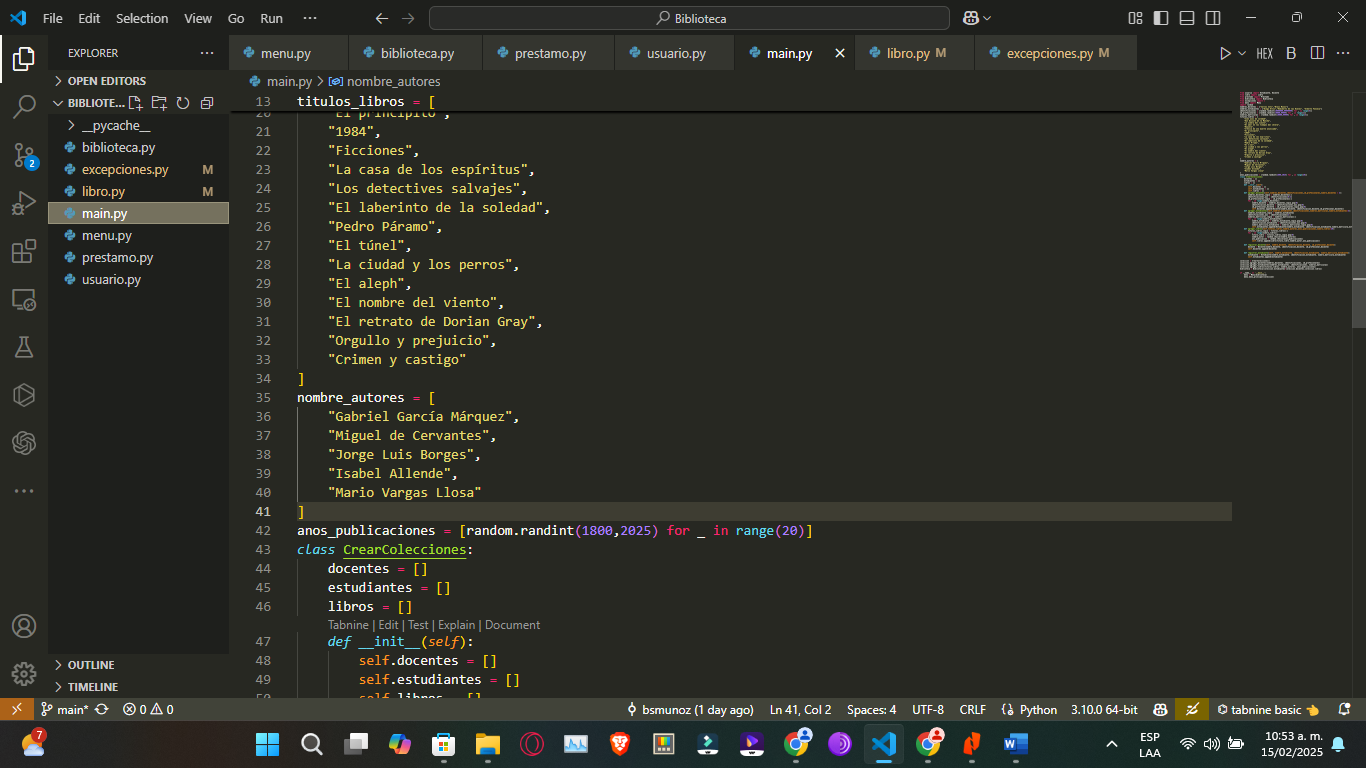 File Edit Selection View Go Run ···
Biblioteca
EXPLORER ···
menu.py
biblioteca.py
prestamo.py
usuario.py
main.py
libro.py M
excepciones.py M
HEX
B
OPEN EDITORS
BIBLIOTE...
__pycache__
biblioteca.py
excepciones.py M
libro.py M
main.py
menu.py
prestamo.py
usuario.py
OUTLINE
TIMELINE
2
main.py > nombre_autores
13 titulos_libros = [
20 "El principito",
21 "1984",
22 "Ficciones",
23 "La casa de los espíritus",
24 "Los detectives salvajes",
25 "El laberinto de la soledad",
26 "Pedro Páramo",
27 "El túnel",
28 "La ciudad y los perros",
29 "El aleph",
30 "El nombre del viento",
31 "El retrato de Dorian Gray",
32 "Orgullo y prejuicio",
33 "Crimen y castigo"
34 ]
35 nombre_autores = [
36 "Gabriel García Márquez",
37 "Miguel de Cervantes",
38 "Jorge Luis Borges",
39 "Isabel Allende",
40 "Mario Vargas Llosa"
41 ]
42 anos_publicaciones = [random.randint(1800,2025) for _ in range(20)]
43 class CrearColecciones:
44 docentes = []
45 estudiantes = []
46 libros = []
Tabnine | Edit | Test | Explain | Document
47 def __init__(self):
48 self.docentes = []
49 self.estudiantes = []
50 self.libros = []
main* 0 0 bsmunoz (1 day ago) Ln 41, Col 2 Spaces: 4 UTF-8 CRLF Python 3.10.0 64-bit tabnine basic
7
ESP
LAA
10:53 a. m.
15/02/2025